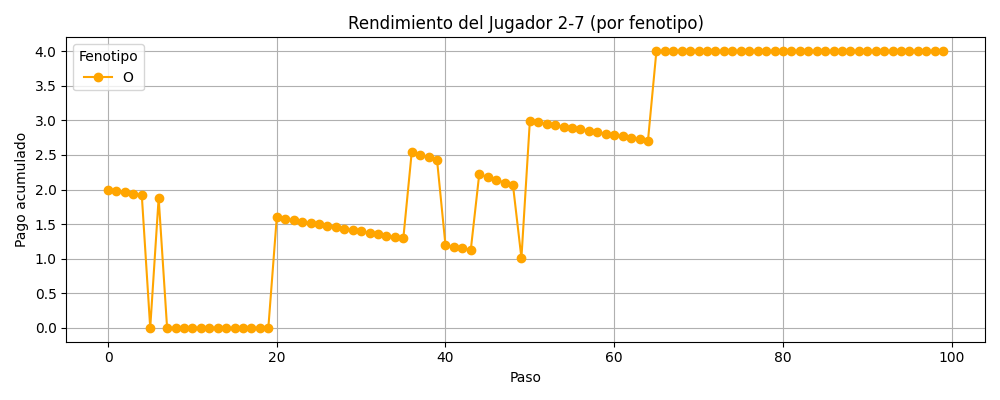 Rendimiento del Jugador 2-7 (por fenotipo)
Fenotipo
O
Pago acumulado
4.0
3.5
3.0
2.5
2.0
1.5
1.0
0.5
0.0
0 20 40 60 80 100
Paso